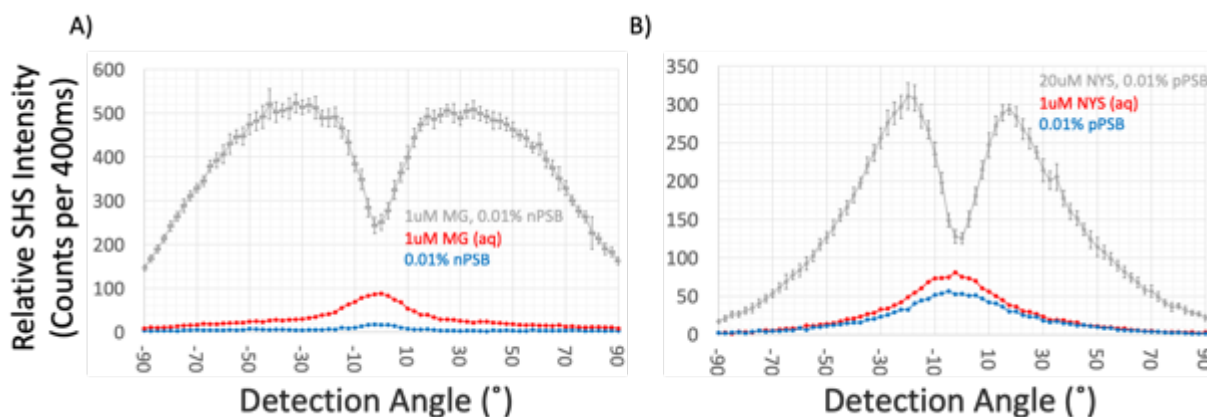 A)
B)
Relative SHS Intensity
(Counts per 400ms)
600
500
400
300
200
100
0
1uM MG, 0.01% nPSB
1uM MG (aq)
0.01% nPSB
-90
-70
-50
-30
-10
10
30
50
70
90
Detection Angle (˚)
350
300
250
200
150
100
50
0
20uM NYS, 0.01% pPSB
1uM NYS (aq)
0.01% pPSB
-90
-70
-50
-30
-10
10
30
50
70
90
Detection Angle (˚)